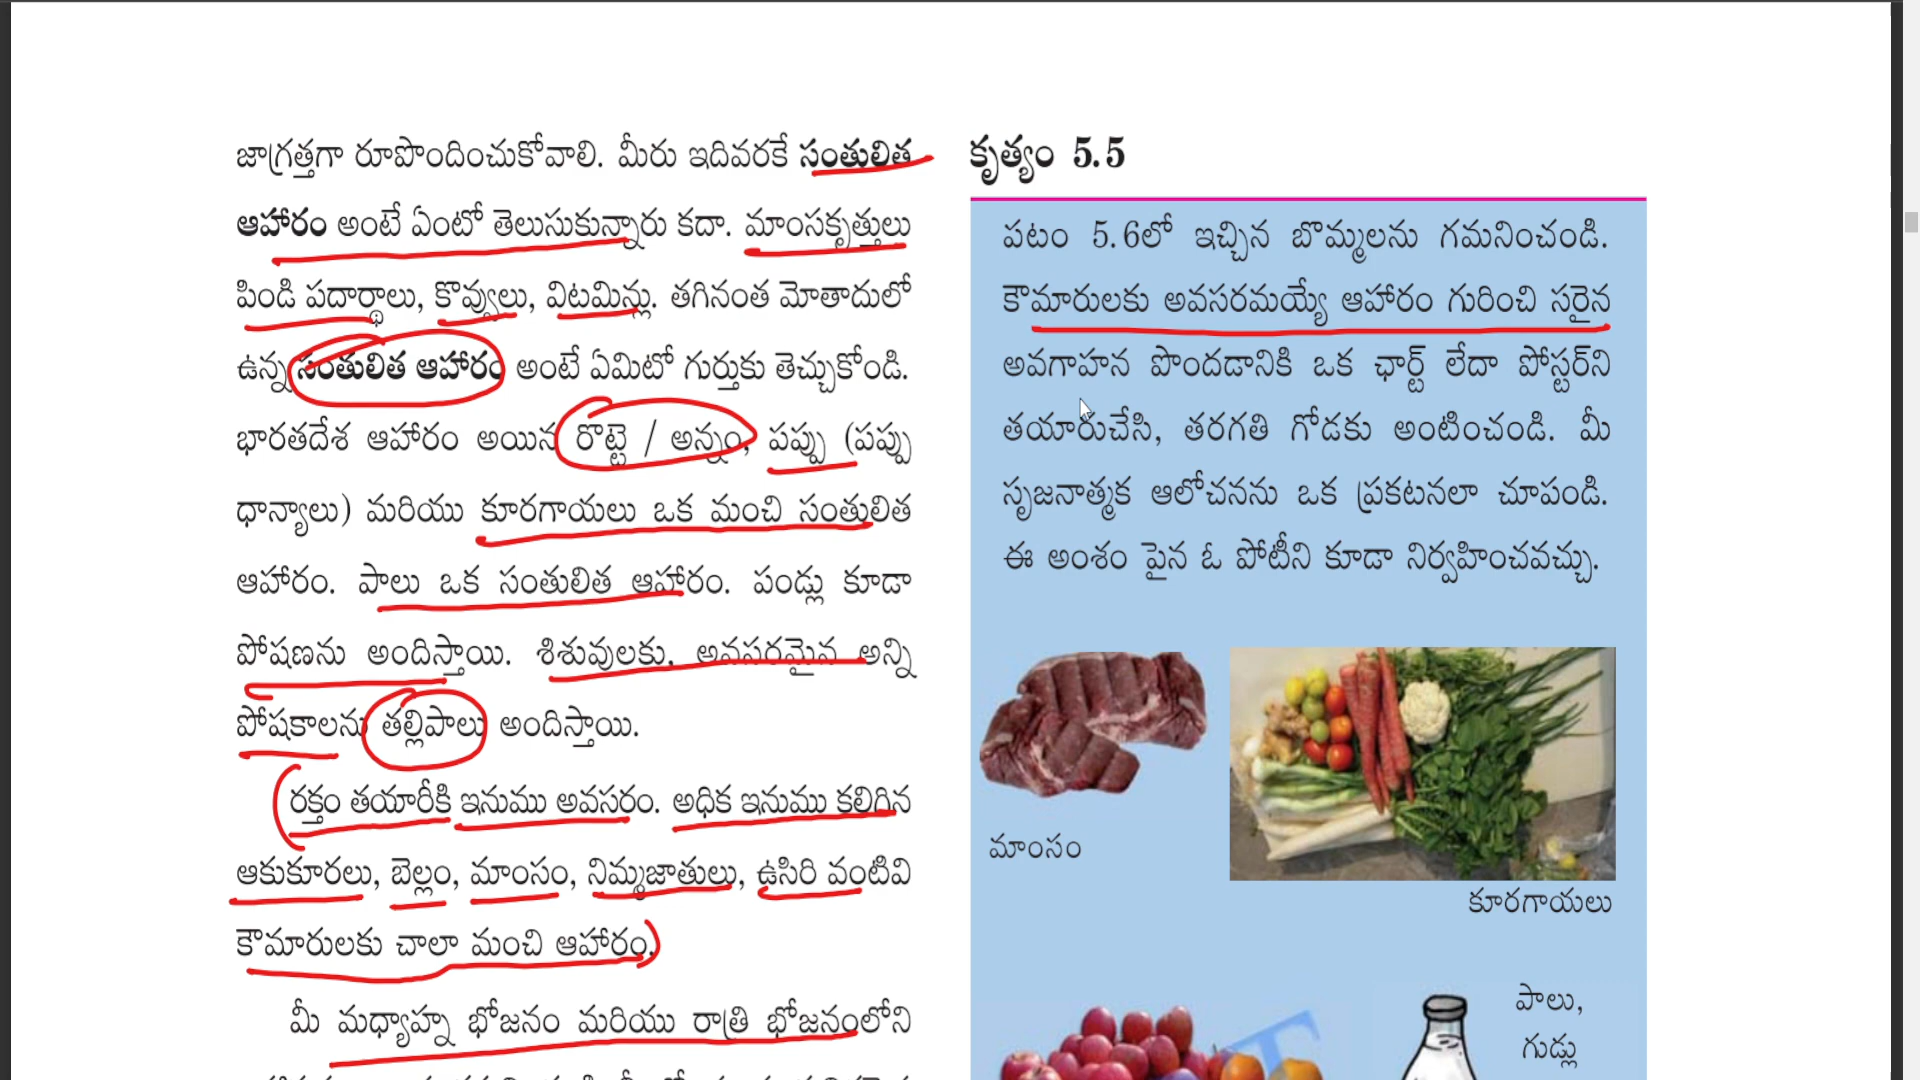 జాగ్రత్తగా రూపొందించుకోవాలి. మీరు ఇదివరకే సంతులిత
ఆహారం అంటే ఏంటో తెలుసుకున్నారు కదా. మాంసకృత్తులు
పిండి పదార్థాలు, కొవ్వులు, విటమిన్లు. తగినంత మోతాదులో
ఉన్న సంతులిత ఆహారం అంటే ఏమిటో గుర్తుకు తెచ్చుకోండి.
భారతదేశ ఆహారం అయిన రొట్టె / అన్నం, పప్పు (పప్పు
ధాన్యాలు) మరియు కూరగాయలు ఒక మంచి సంతులిత
ఆహారం. పాలు ఒక సంతులిత ఆహారం. పండ్లు కూడా
పోషణను అందిస్తాయి. శిశువులకు, అవసరమైన అన్ని
పోషకాలను తల్లిపాలు అందిస్తాయి.
రక్తం తయారీకి ఇనుము అవసరం. అధిక ఇనుము కలిగిన
ఆకుకూరలు, బెల్లం, మాంసం, నిమ్మజాతులు, ఉసిరి వంటివి
కౌమారులకు చాలా మంచి ఆహారం.
మీ మధ్యాహ్న భోజనం మరియు రాత్రి భోజనంలోని
కృత్యం 5.5
పటం 5.6లో ఇచ్చిన బొమ్మలను గమనించండి.
కౌమారులకు అవసరమయ్యే ఆహారం గురించి సరైన
అవగాహన పొందడానికి ఒక ఛార్ట్ లేదా పోస్టర్‌ని
తయారుచేసి, తరగతి గోడకు అంటించండి. మీ
సృజనాత్మక ఆలోచనను ఒక ప్రకటనలా చూపండి.
ఈ అంశం పైన ఓ పోటీని కూడా నిర్వహించవచ్చు.
మాంసం
కూరగాయలు
పాలు,
గుడ్లు